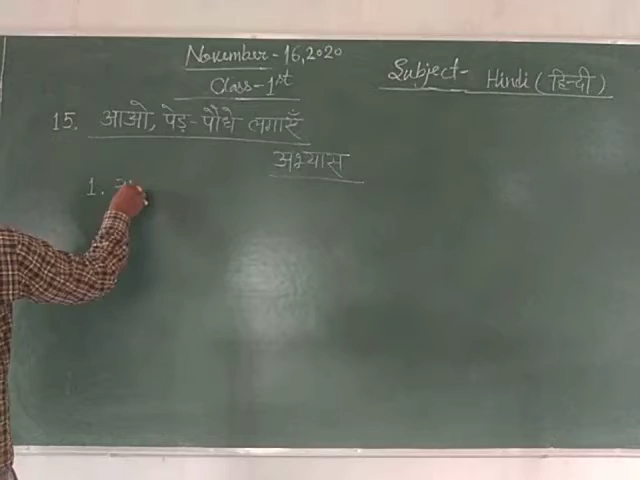 November - 16, 2020
Class - 1st
Subject - Hindi ( हिन्दी )
15. आओ, पेड़ - पौधे लगाएँ
अभ्यास
1.